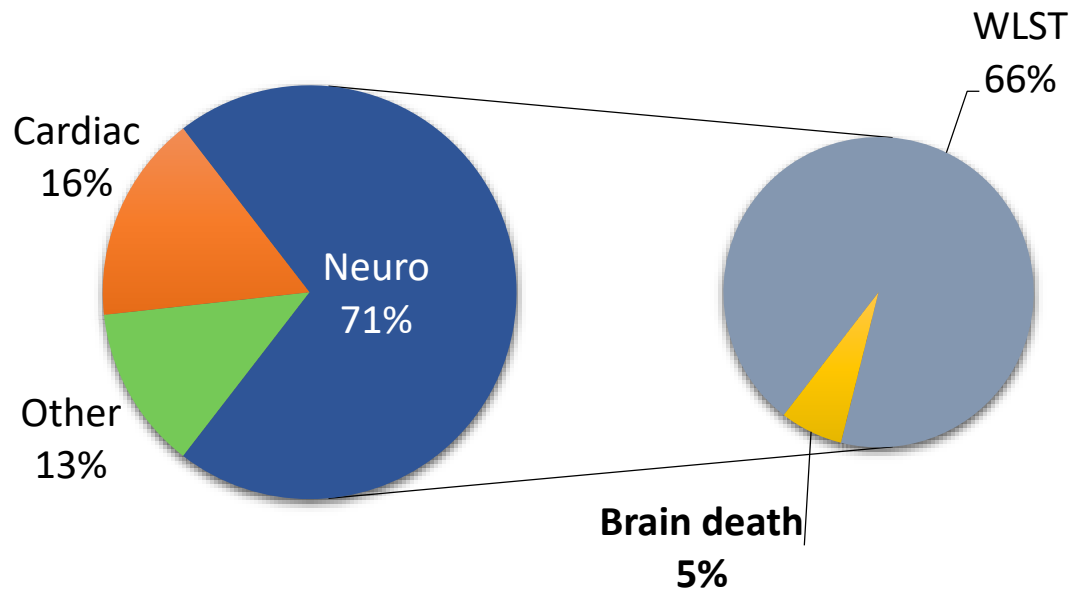 Cardiac
16%
Neuro
71%
Other
13%
WLST
66%
Brain death
5%